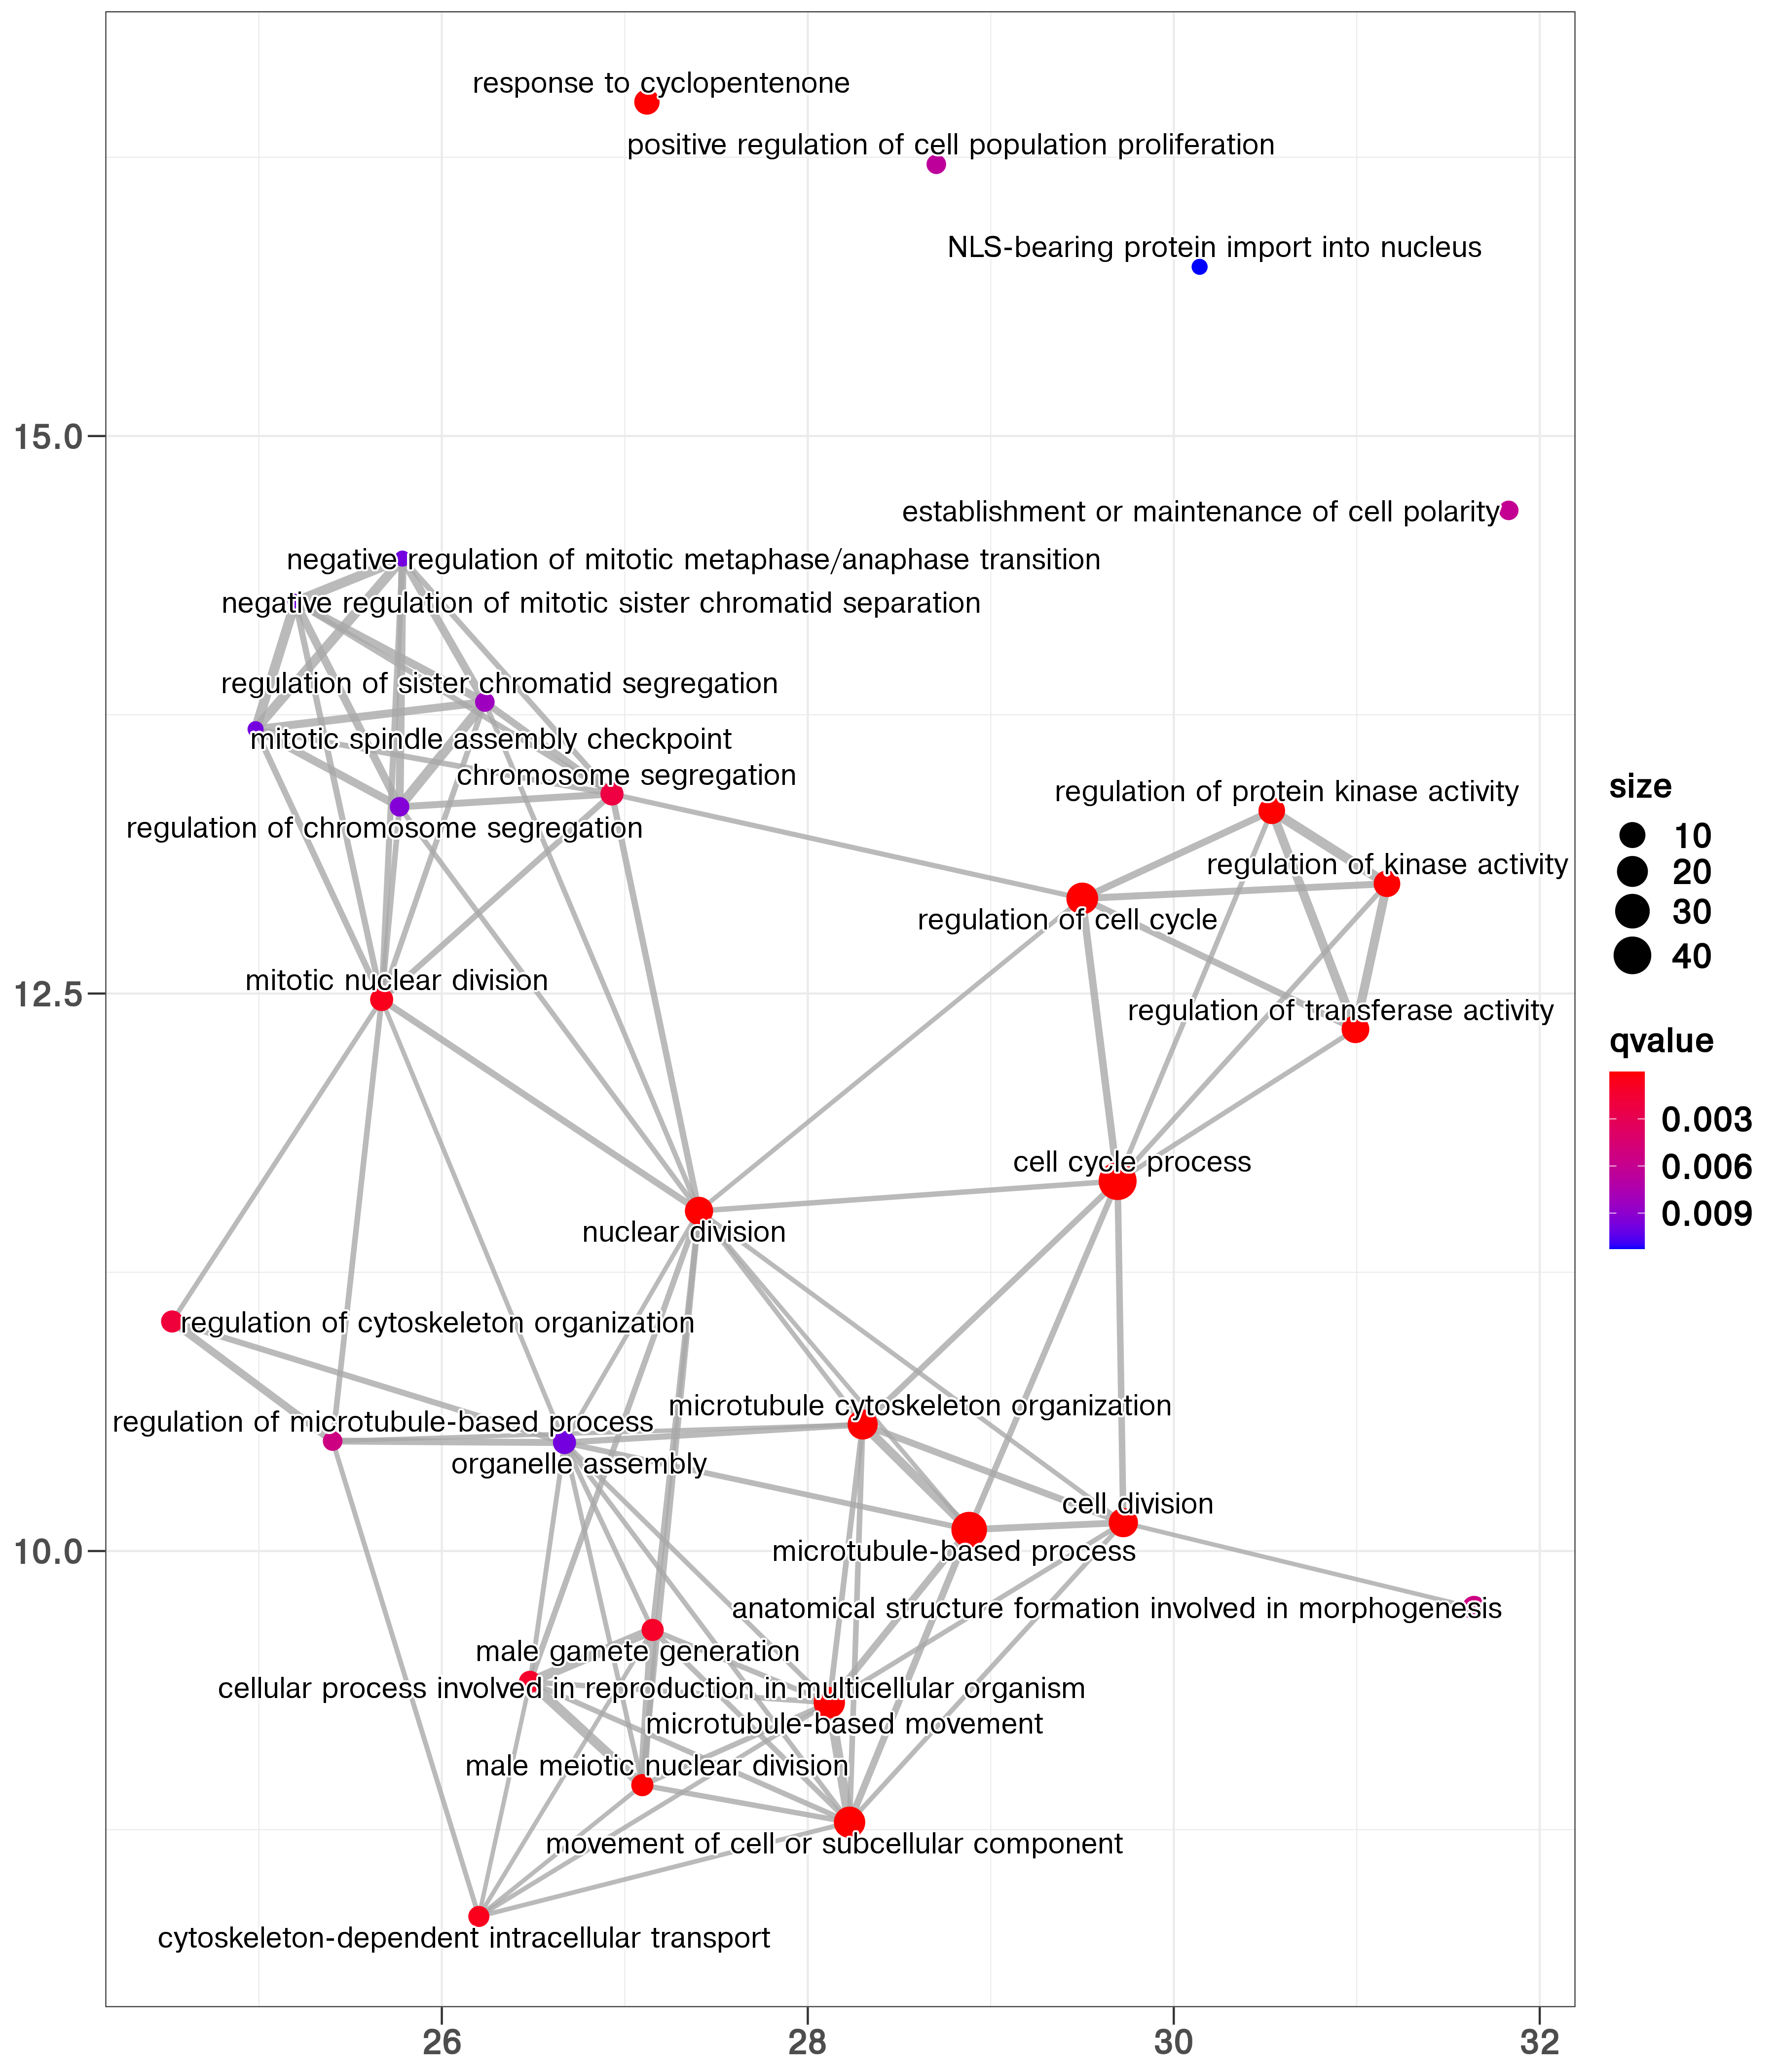 response to cyclopentenone
positive regulation of cell population proliferation
NLS-bearing protein import into nucleus
15.0
establishment or maintenance of cell polarity
negative regulation of mitotic metaphase/anaphase transition
negative regulation of mitotic sister chromatid separation
regulation of sister chromatid segregation
mitotic spindle assembly checkpoint
chromosome segregation
regulation of chromosome segregation
regulation of protein kinase activity
regulation of kinase activity
regulation of cell cycle
mitotic nuclear division
12.5
regulation of transferase activity
cell cycle process
nuclear division
regulation of cytoskeleton organization
microtubule cytoskeleton organization
regulation of microtubule-based process
organelle assembly
cell division
10.0
microtubule-based process
anatomical structure formation involved in morphogenesis
male gamete generation
cellular process involved in reproduction in multicellular organism
microtubule-based movement
male meiotic nuclear division
movement of cell or subcellular component
cytoskeleton-dependent intracellular transport
26
28
30
32
size
10
20
30
40
qvalue
0.003
0.006
0.009